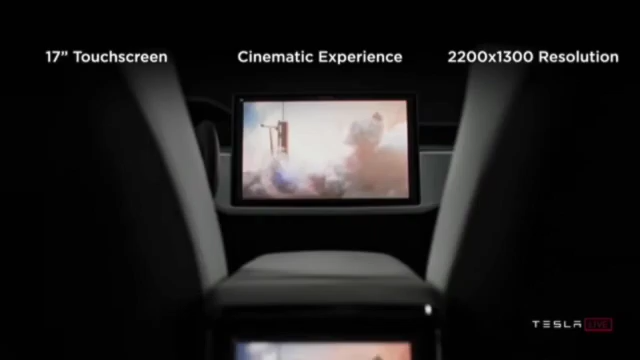 17” Touchscreen
Cinematic Experience
2200x1300 Resolution
TESLA LIVE